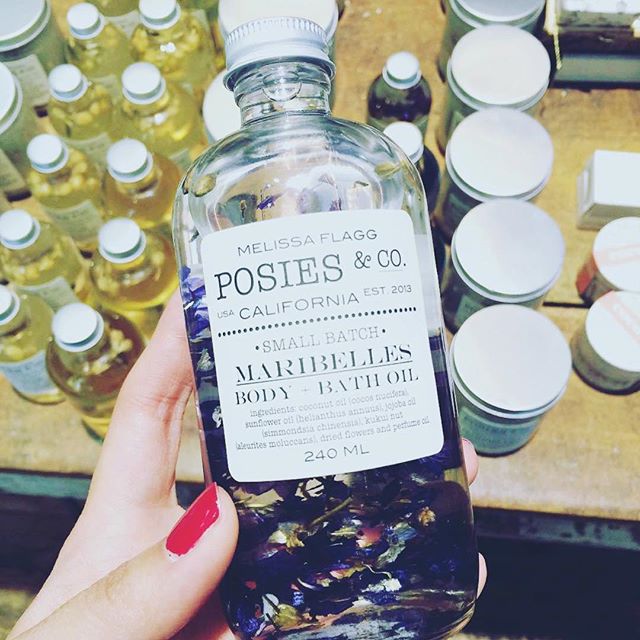 MELISSA FLAGG
POSIES & CO.
USA CALIFORNIA EST. 2013
• SMALL BATCH •
MARIBELLES
BODY + BATH OIL
ingredients: coconut oil (cocos nucifera),
sunflower oil (helianthus annuus), jojoba oil
(simmondsia chinensis), kukui nut
(aleurites moluccans), dried flowers and perfume oil
240 ML